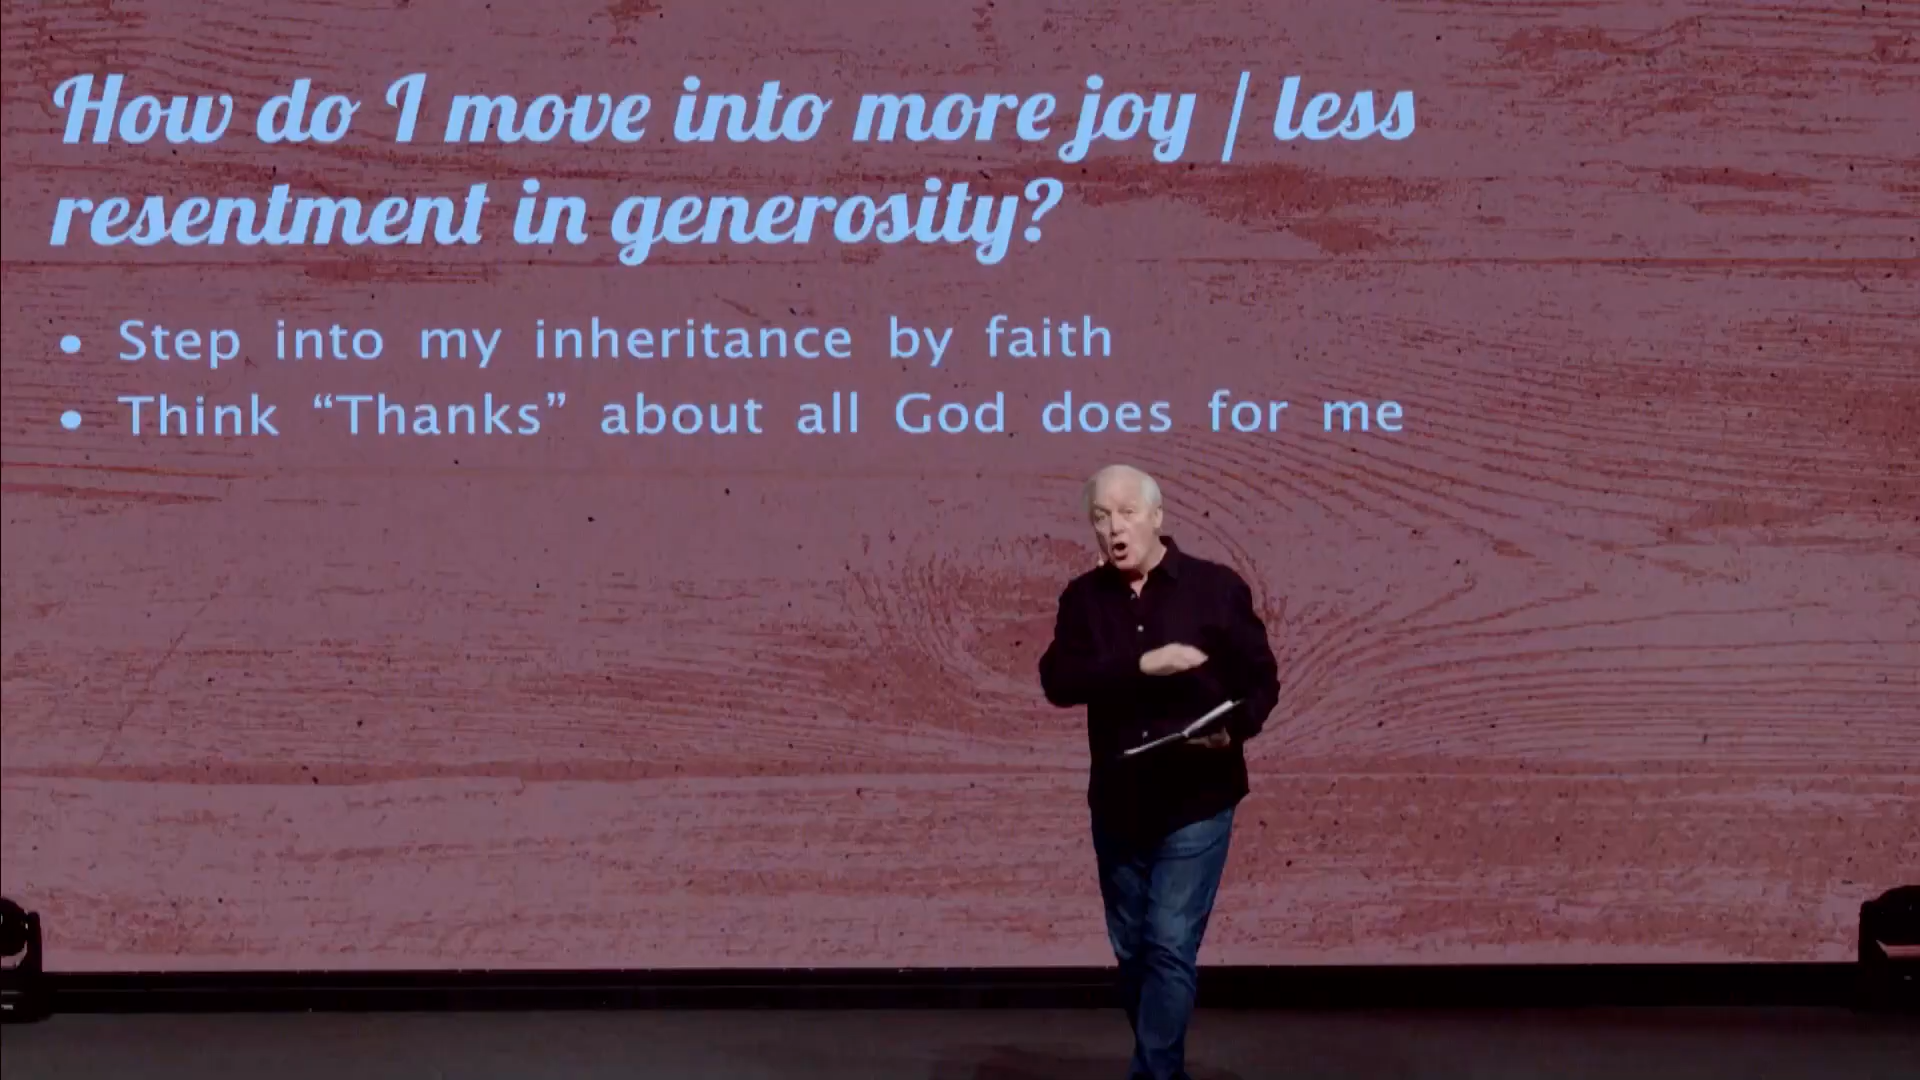 How do I move into more joy / less
resentment in generosity?
• Step into my inheritance by faith
• Think “Thanks” about all God does for me